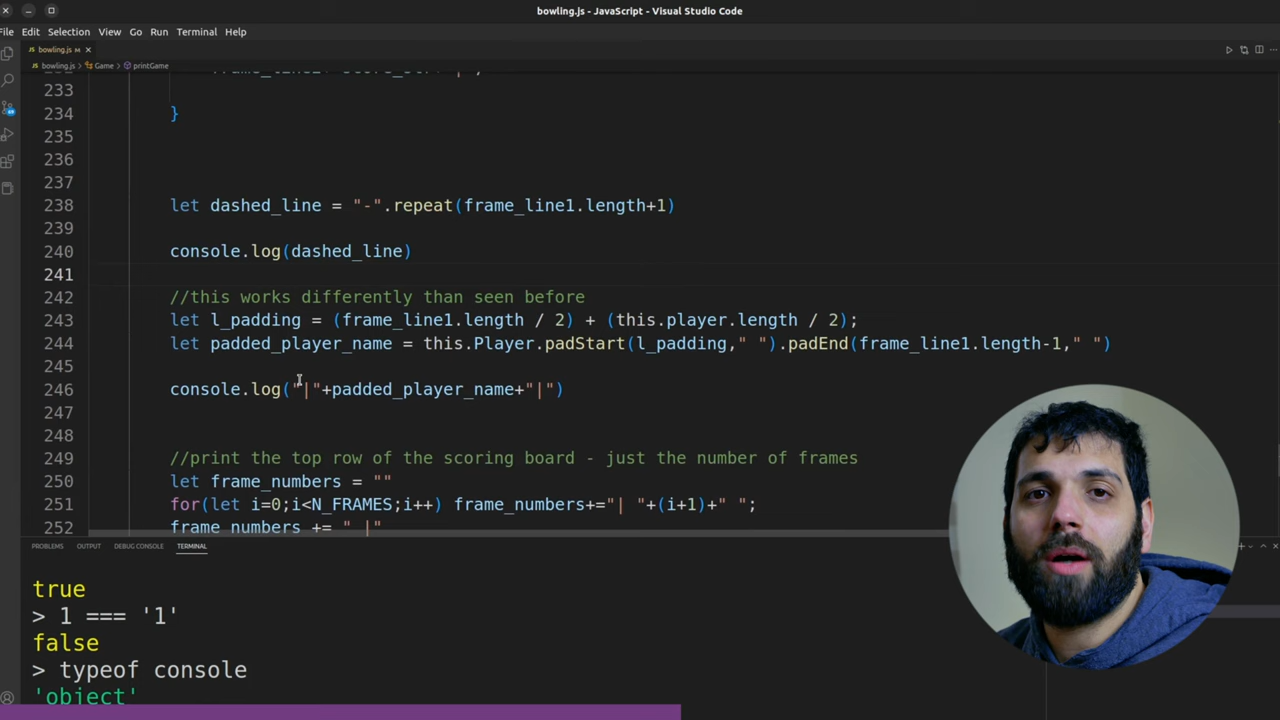 bowling.js - JavaScript - Visual Studio Code
File Edit Selection View Go Run Terminal Help
JS bowling.js M
JS bowling.js > Game > printGame
233
234 }
235
236
237
238 let dashed_line = "-".repeat(frame_line1.length+1)
239
240 console.log(dashed_line)
241
242 //this works differently than seen before
243 let l_padding = (frame_line1.length / 2) + (this.player.length / 2);
244 let padded_player_name = this.Player.padStart(l_padding," ").padEnd(frame_line1.length-1," ")
245
246 console.log("|"+padded_player_name+"|")
247
248
249 //print the top row of the scoring board - just the number of frames
250 let frame_numbers = ""
251 for(let i=0;i<N_FRAMES;i++) frame_numbers+="| "+(i+1)+" ";
252 frame_numbers += " |"
PROBLEMS OUTPUT DEBUG CONSOLE TERMINAL
true
> 1 === '1'
false
> typeof console
'object'